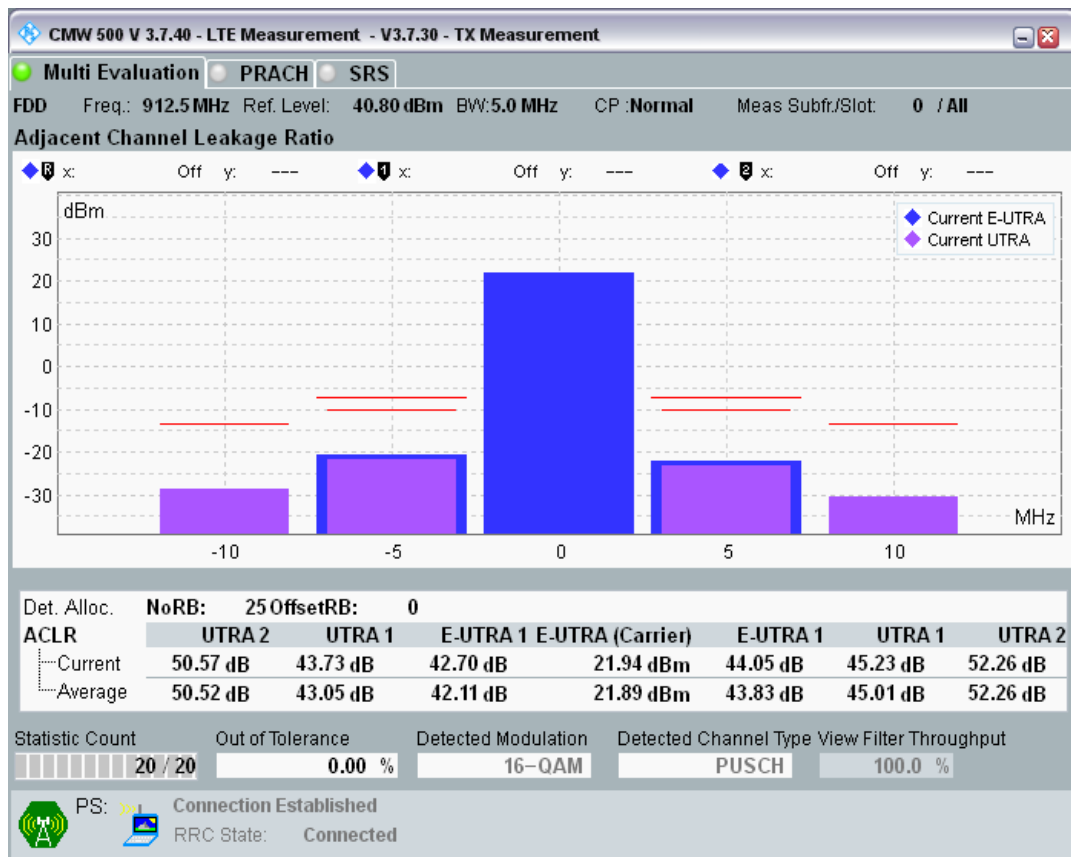 CMW 500 V 3.7.40 - LTE Measurement - V3.7.30 - TX Measurement
Multi Evaluation PRACH SRS
FDD Freq.: 912.5 MHz Ref. Level: 40.80 dBm BW:5.0 MHz CP :Normal Meas Subfr./Slot: 0 / All
Adjacent Channel Leakage Ratio
R x: Off y: --- 1 x: Off y: --- 2 x: Off y: ---
dBm
Current E-UTRA
Current UTRA
30
20
10
0
-10
-20
-30
MHz
-10 -5 0 5 10
Det. Alloc. NoRB: 25 OffsetRB: 0
ACLR UTRA 2 UTRA 1 E-UTRA 1 E-UTRA (Carrier) E-UTRA 1 UTRA 1 UTRA 2
Current 50.57 dB 43.73 dB 42.70 dB 21.94 dBm 44.05 dB 45.23 dB 52.26 dB
Average 50.52 dB 43.05 dB 42.11 dB 21.89 dBm 43.83 dB 45.01 dB 52.26 dB
Statistic Count Out of Tolerance Detected Modulation Detected Channel Type View Filter Throughput
20 / 20 0.00 % 16-QAM PUSCH 100.0 %
PS: Connection Established
RRC State: Connected